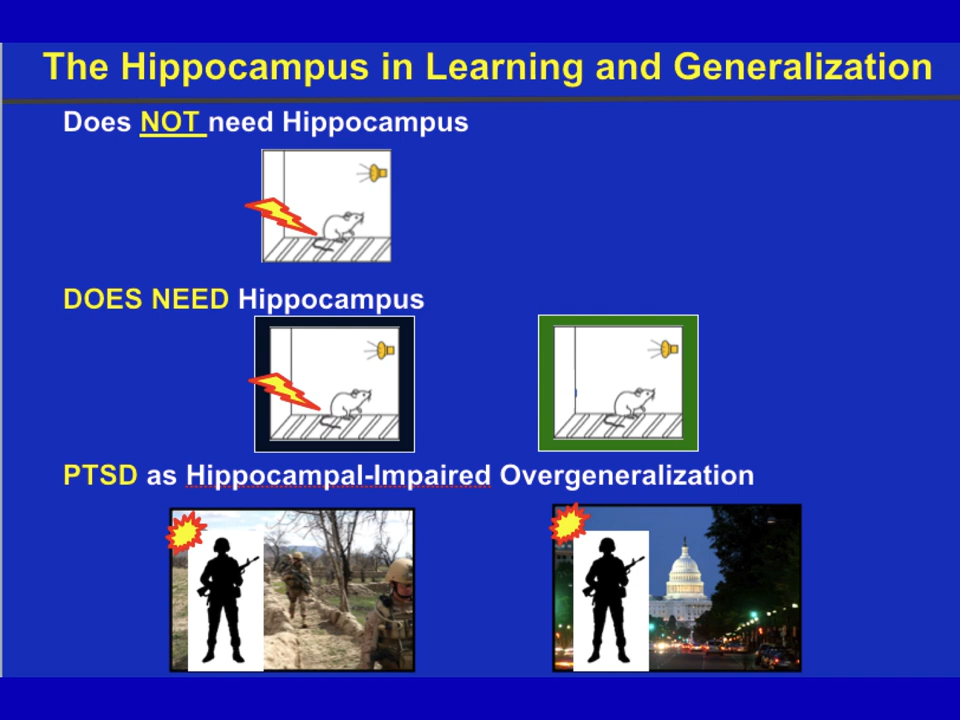 The Hippocampus in Learning and Generalization
Does NOT need Hippocampus
DOES NEED Hippocampus
PTSD as Hippocampal-Impaired Overgeneralization